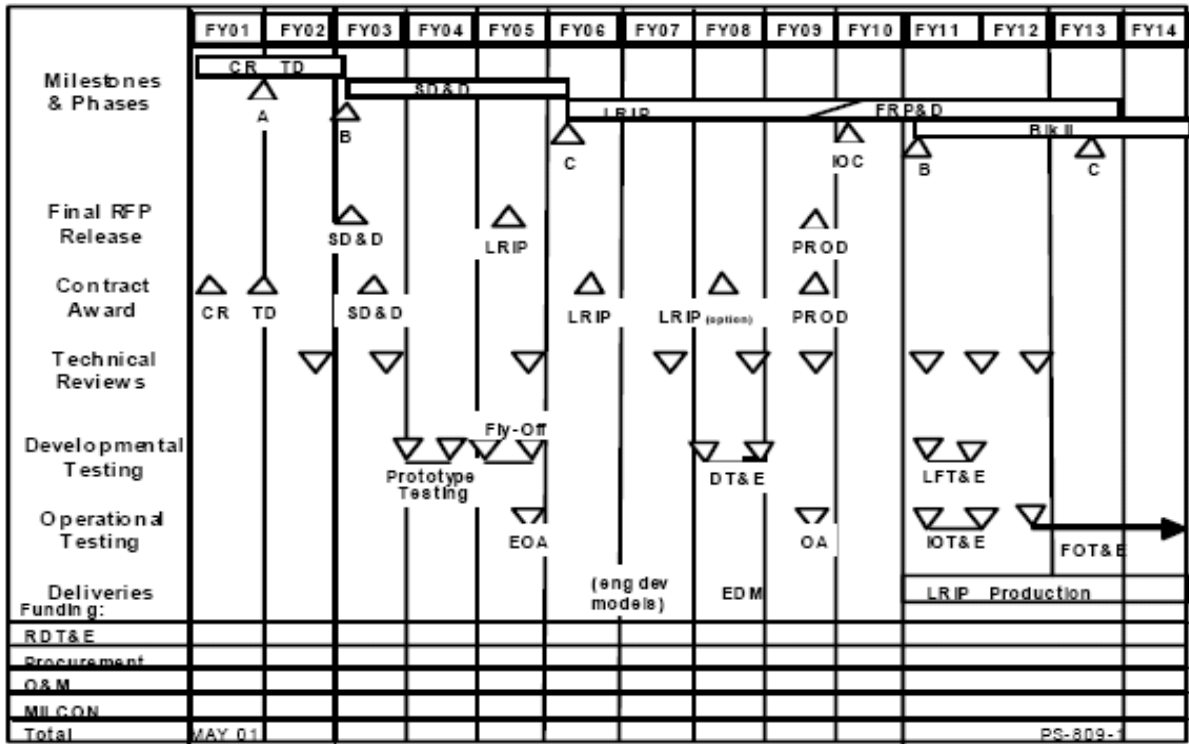 FY01 FY02 FY03 FY04 FY05 FY06 FY07 FY08 FY09 FY10 FY11 FY12 FY13 FY14
Milestones
& Phases
CR TD
SD&D
LRIP
FRP&D
Blk II
A
B
C
IOC
B
C
Final RFP
Release
SD&D
LRIP
PROD
Contract
Award
CR TD SD&D LRIP LRIP (option) PROD
Technical
Reviews
Fly-Off
Developmental
Testing
Prototype
Testing
DT&E
LFT&E
Operational
Testing
EOA
OA
IOT&E
FOT&E
Deliveries
(eng dev
models)
EDM
LRIP Production
Funding:
RDT&E
Procurement
O&M
MILCON
Total
MAY 01
PS-809-1